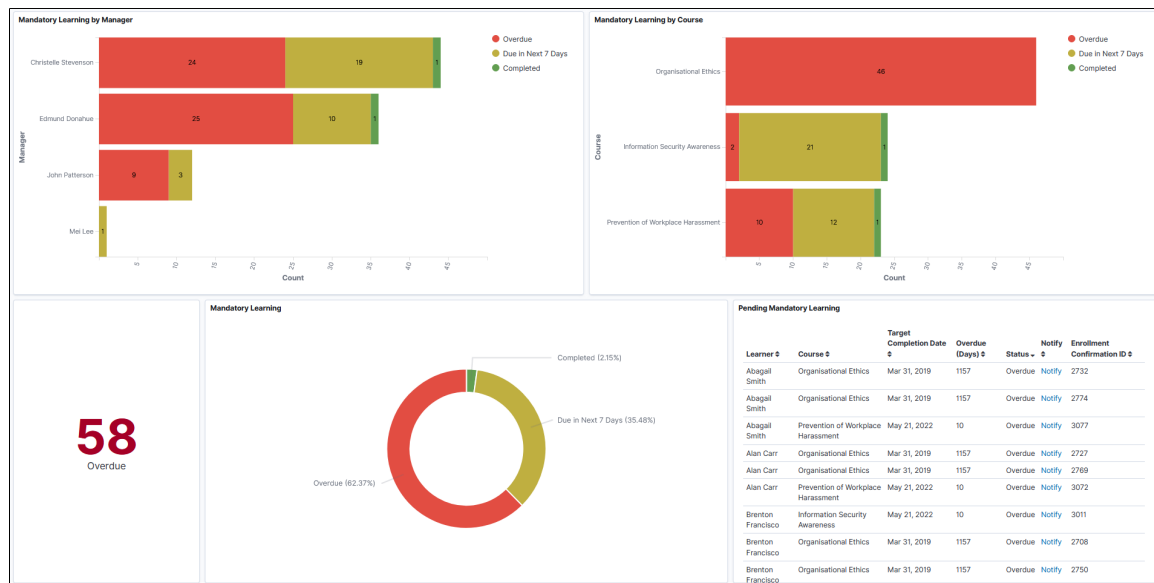 Mandatory Learning by Manager
Overdue
Due in Next 7 Days
Completed
Manager
Christelle Stevenson
24
19
1
Edmund Donahue
25
10
1
John Patterson
9
3
Mei Lee
1
5
10
15
20
25
30
35
40
45
Count
Mandatory Learning by Course
Overdue
Due in Next 7 Days
Completed
Course
Organisational Ethics
46
Information Security Awareness
2
21
1
Prevention of Workplace Harassment
10
12
1
5
10
15
20
25
30
35
40
45
Count
58
Overdue
Mandatory Learning
Completed (2.15%)
Due in Next 7 Days (35.48%)
Overdue (62.37%)
Pending Mandatory Learning
Learner Course Target Completion Date Overdue (Days) Status Notify Enrollment Confirmation ID
Abagail Smith Organisational Ethics Mar 31, 2019 1157 Overdue Notify 2732
Abagail Smith Organisational Ethics Mar 31, 2019 1157 Overdue Notify 2774
Abagail Smith Prevention of Workplace Harassment May 21, 2022 10 Overdue Notify 3077
Alan Carr Organisational Ethics Mar 31, 2019 1157 Overdue Notify 2727
Alan Carr Organisational Ethics Mar 31, 2019 1157 Overdue Notify 2769
Alan Carr Prevention of Workplace Harassment May 21, 2022 10 Overdue Notify 3072
Brenton Francisco Information Security Awareness May 21, 2022 10 Overdue Notify 3011
Brenton Francisco Organisational Ethics Mar 31, 2019 1157 Overdue Notify 2708
Brenton Francisco Organisational Ethics Mar 31, 2019 1157 Overdue Notify 2750